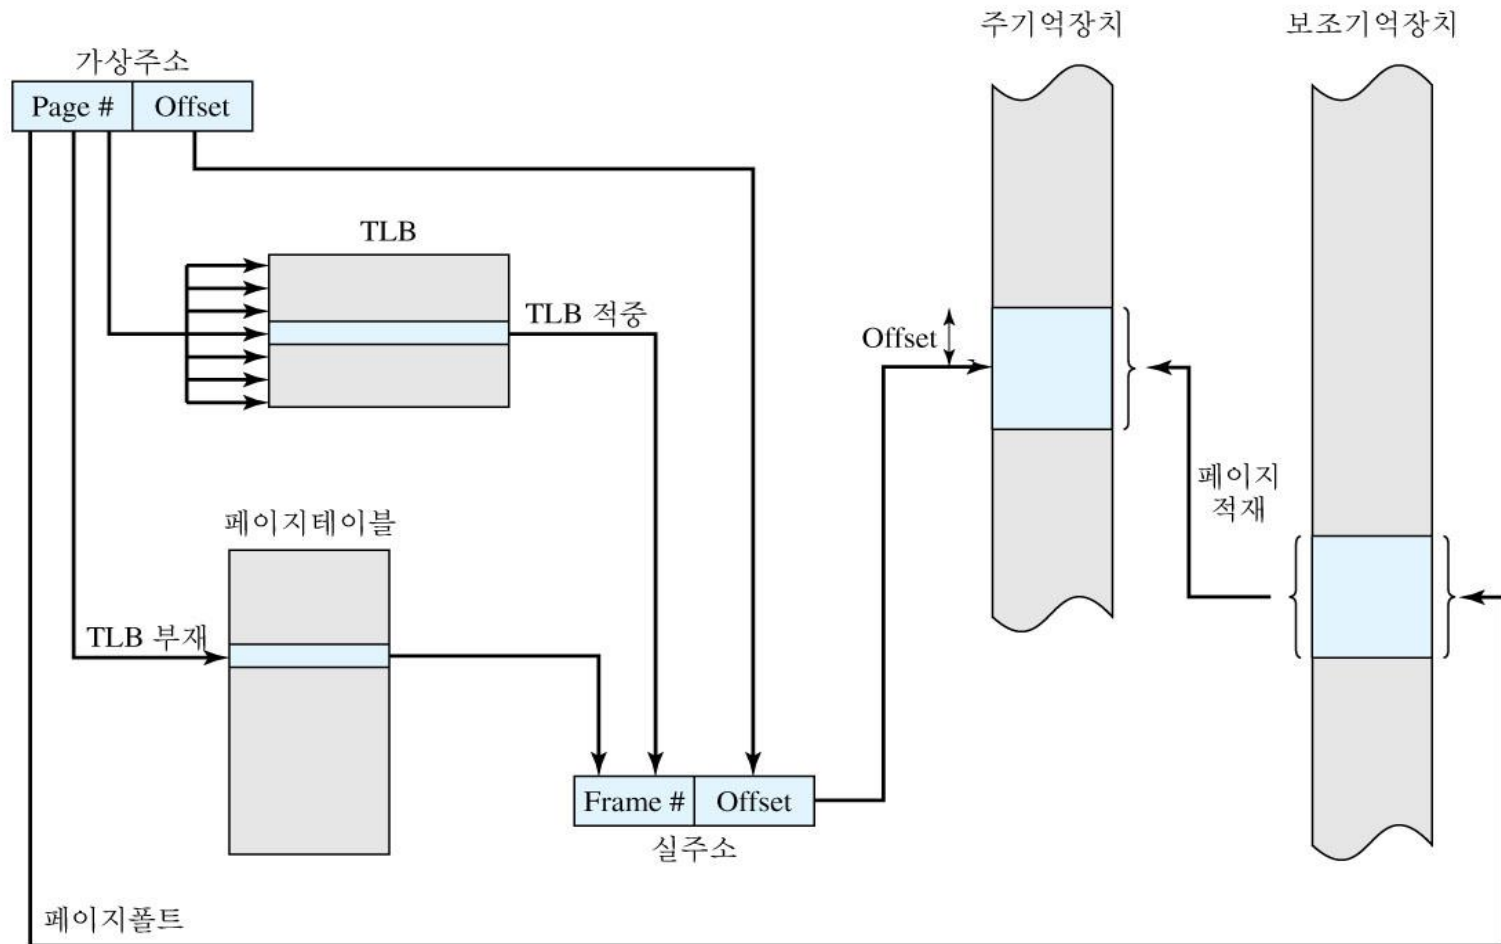 주기억장치
보조기억장치
가상주소
Page #
Offset
TLB
TLB 적중
Offset
페이지
적재
페이지테이블
TLB 부재
Frame #
Offset
실주소
페이지폴트